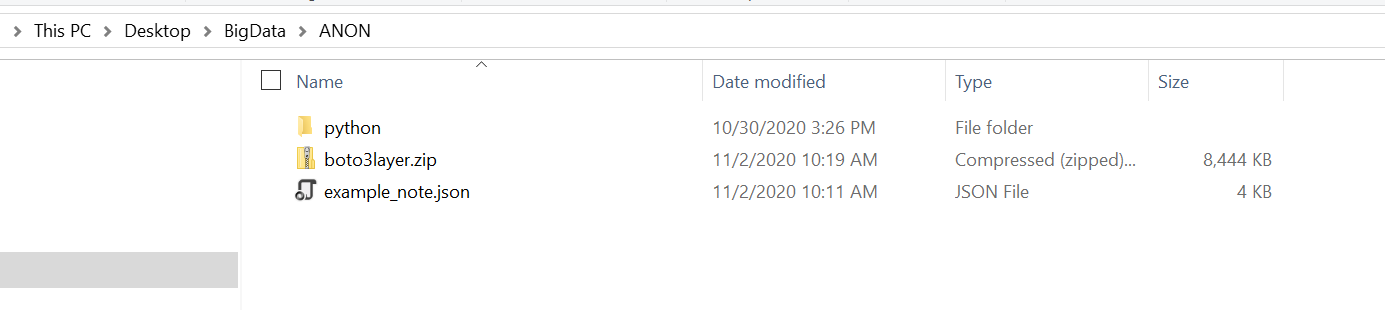 This PC > Desktop > BigData > ANON
Name Date modified Type Size
python 10/30/2020 3:26 PM File folder
boto3layer.zip 11/2/2020 10:19 AM Compressed (zipped)... 8,444 KB
example_note.json 11/2/2020 10:11 AM JSON File 4 KB